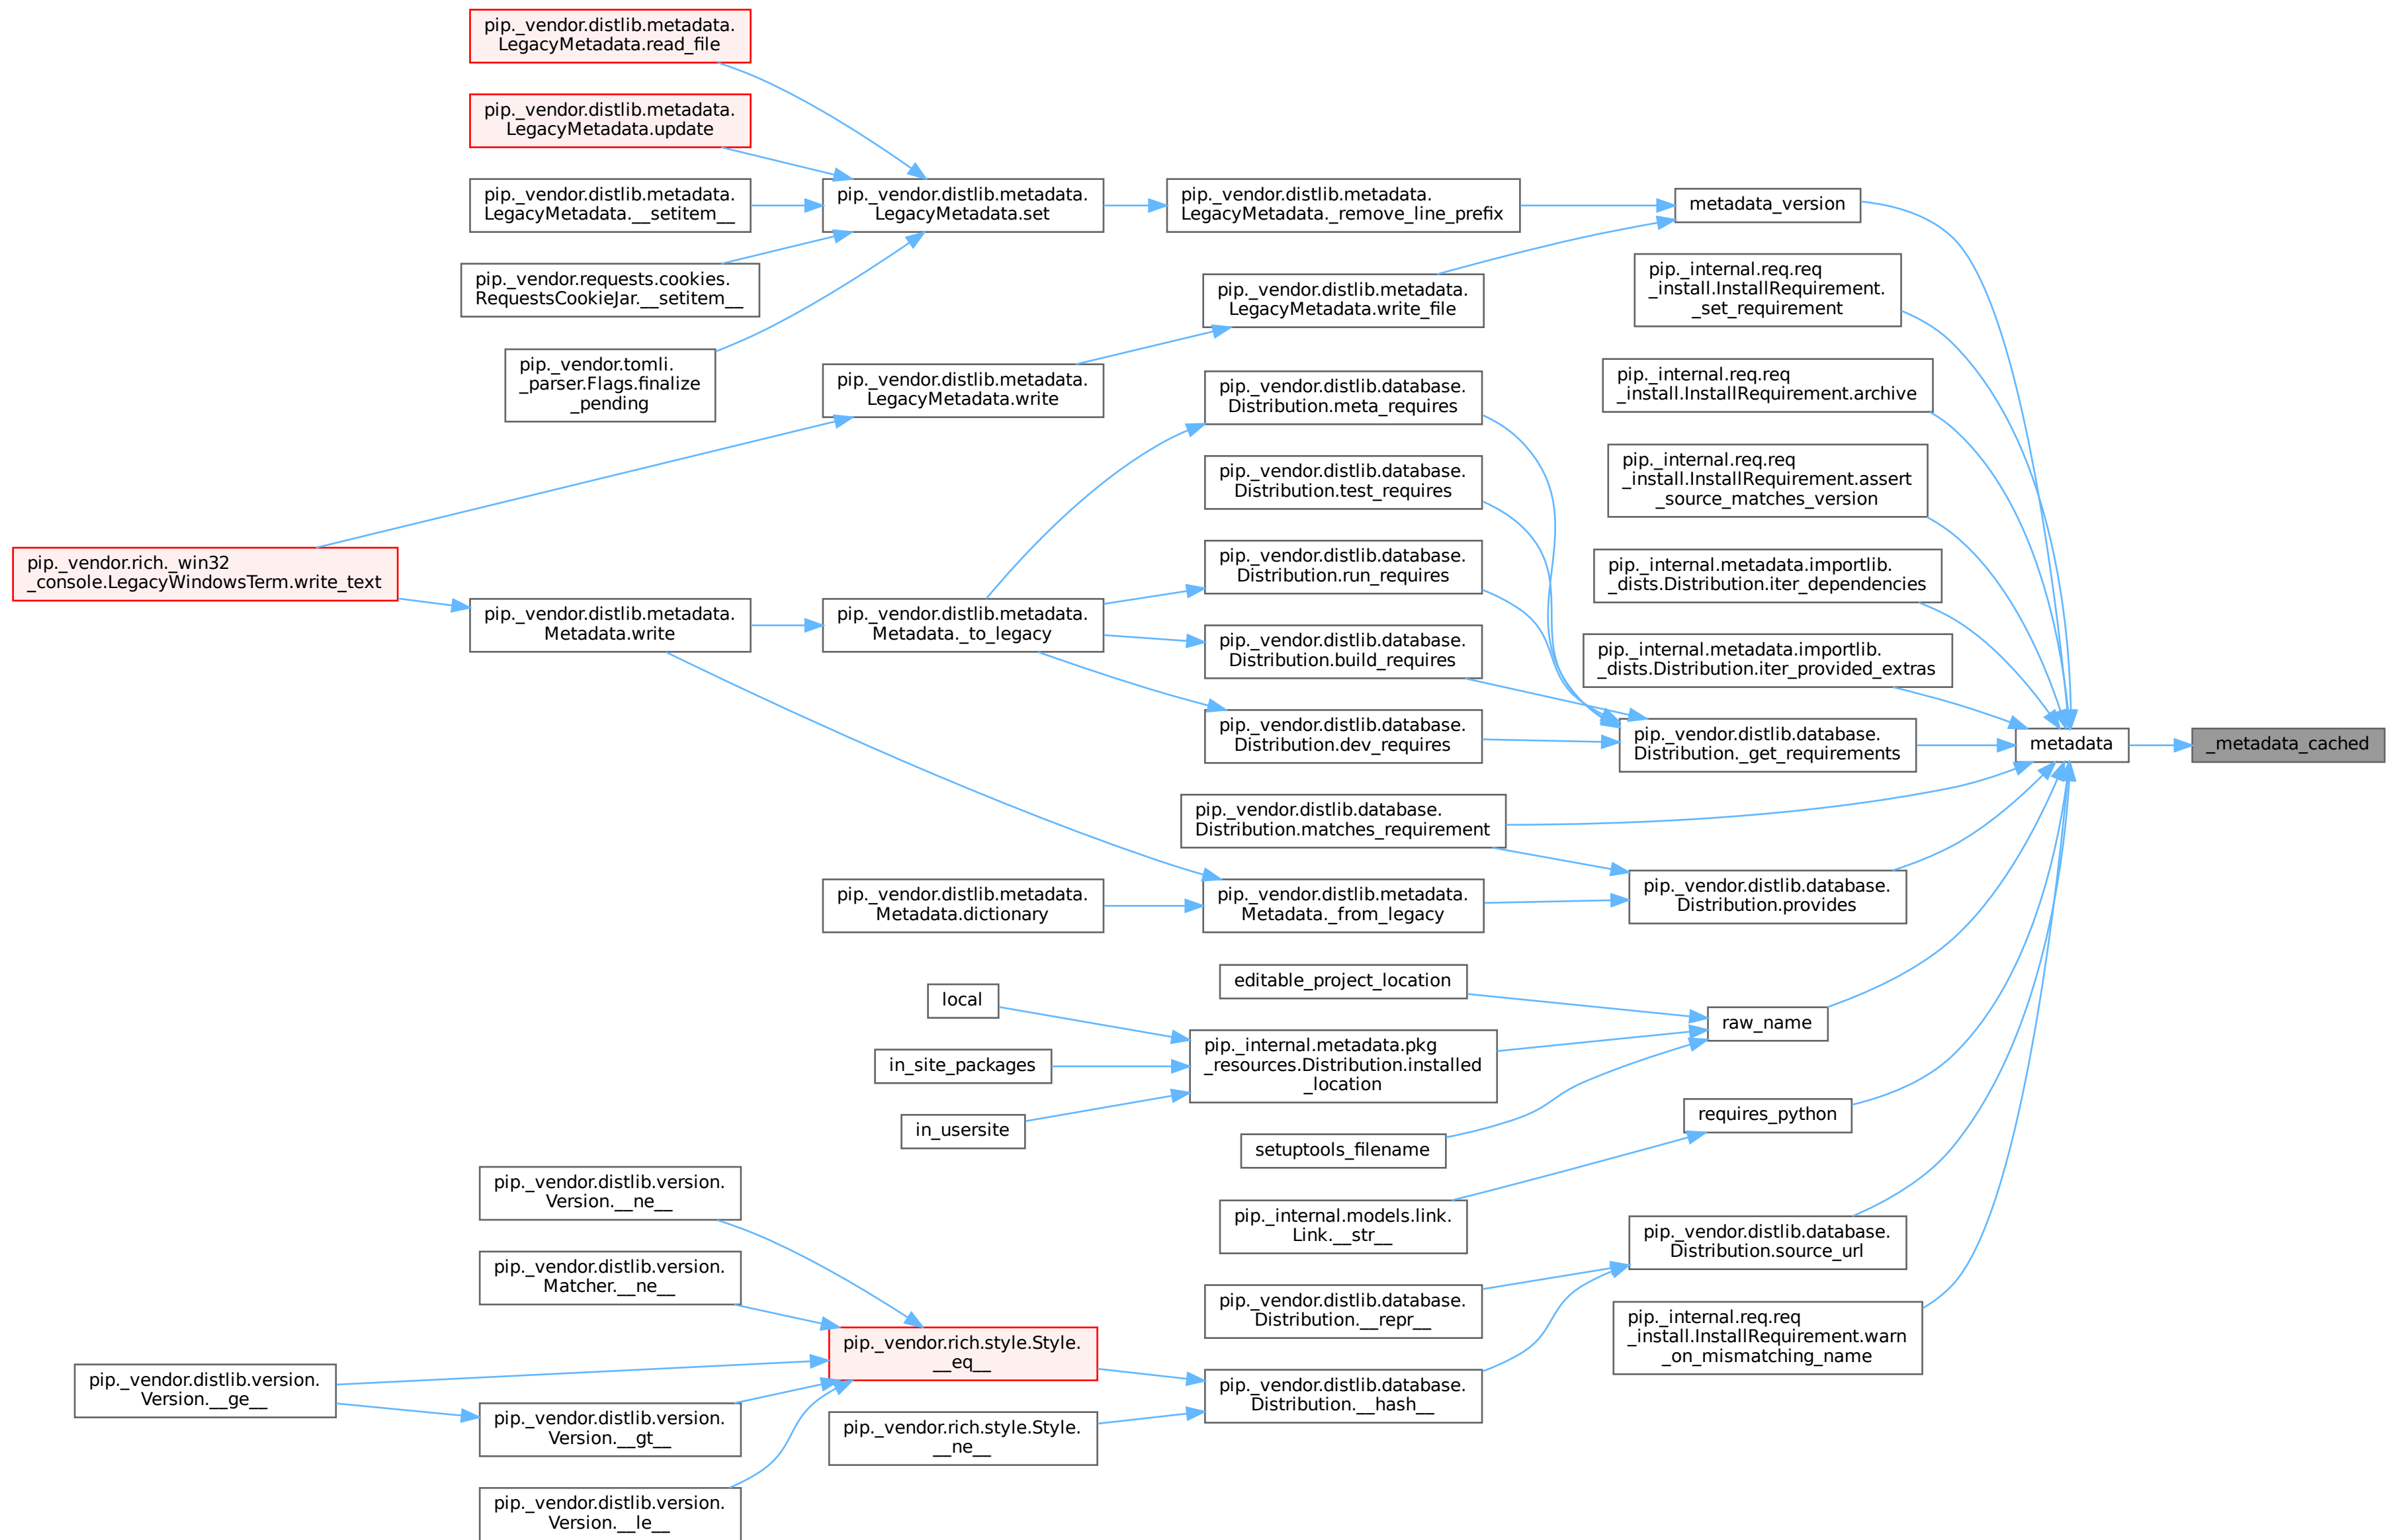 pip._vendor.distlib.metadata.
LegacyMetadata.read_file
pip._vendor.distlib.metadata.
LegacyMetadata.update
pip._vendor.distlib.metadata.
LegacyMetadata.__setitem__
pip._vendor.requests.cookies.
RequestsCookieJar.__setitem__
pip._vendor.tomli.
_parser.Flags.finalize
_pending
pip._vendor.distlib.metadata.
LegacyMetadata.set
pip._vendor.distlib.metadata.
LegacyMetadata._remove_line_prefix
metadata_version
pip._internal.req.req
_install.InstallRequirement.
_set_requirement
pip._vendor.distlib.metadata.
LegacyMetadata.write_file
pip._vendor.distlib.metadata.
LegacyMetadata.write
pip._internal.req.req
_install.InstallRequirement.archive
pip._vendor.distlib.database.
Distribution.meta_requires
pip._internal.req.req
_install.InstallRequirement.assert
_source_matches_version
pip._vendor.distlib.database.
Distribution.test_requires
pip._vendor.rich._win32
_console.LegacyWindowsTerm.write_text
pip._vendor.distlib.database.
Distribution.run_requires
pip._internal.metadata.importlib.
_dists.Distribution.iter_dependencies
pip._vendor.distlib.metadata.
Metadata.write
pip._vendor.distlib.metadata.
Metadata._to_legacy
pip._vendor.distlib.database.
Distribution.build_requires
pip._internal.metadata.importlib.
_dists.Distribution.iter_provided_extras
pip._vendor.distlib.database.
Distribution.dev_requires
pip._vendor.distlib.database.
Distribution._get_requirements
metadata
_metadata_cached
pip._vendor.distlib.database.
Distribution.matches_requirement
pip._vendor.distlib.metadata.
Metadata.dictionary
pip._vendor.distlib.metadata.
Metadata._from_legacy
pip._vendor.distlib.database.
Distribution.provides
editable_project_location
local
raw_name
pip._internal.metadata.pkg
_resources.Distribution.installed
_location
in_site_packages
in_usersite
setuptools_filename
requires_python
pip._vendor.distlib.version.
Version.__ne__
pip._internal.models.link.
Link.__str__
pip._vendor.distlib.database.
Distribution.source_url
pip._vendor.distlib.version.
Matcher.__ne__
pip._vendor.distlib.database.
Distribution.__repr__
pip._internal.req.req
_install.InstallRequirement.warn
_on_mismatching_name
pip._vendor.rich.style.Style.
__eq__
pip._vendor.distlib.version.
Version.__ge__
pip._vendor.distlib.database.
Distribution.__hash__
pip._vendor.distlib.version.
Version.__gt__
pip._vendor.rich.style.Style.
__ne__
pip._vendor.distlib.version.
Version.__le__